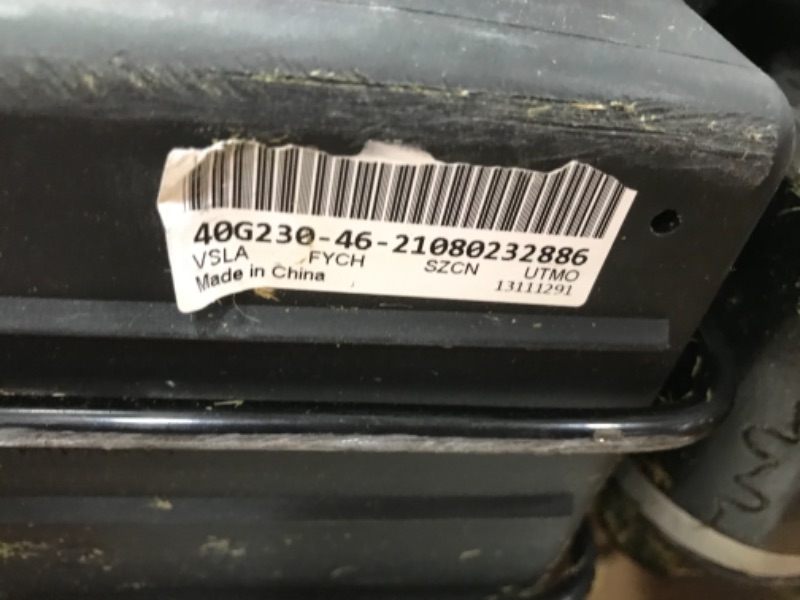 40G230-46-21080232886
VSLA FYCH SZCN UTMO
Made in China 13111291